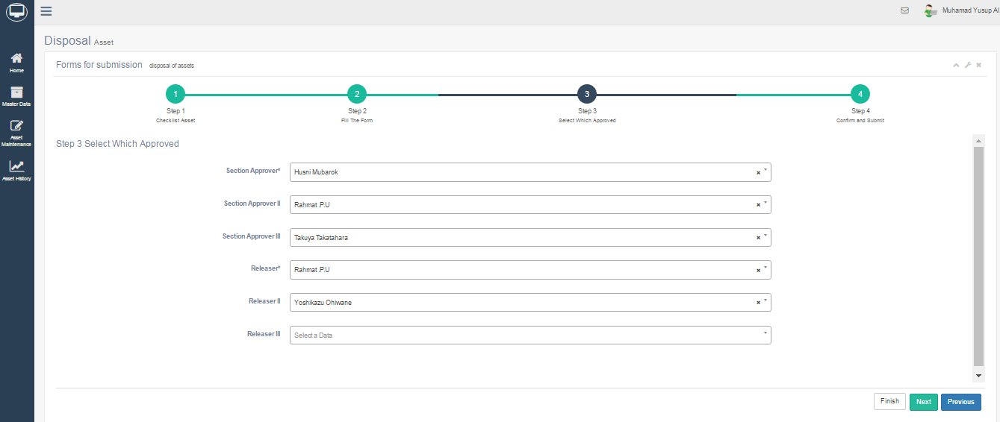 Muhamad Yusup Al
Disposal Asset
Forms for submission disposal of assets
Home
Master Data
Asset
Maintenance
Asset History
1 2 3 4
Step 1 Step 2 Step 3 Step 4
Checklist Asset Fill The Form Select Which Approved Confirm and Submit
Step 3 Select Which Approved
Section Approver* Husni Mubarok
Section Approver II Rahmat .P.U
Section Approver III Takuya Takatahara
Releaser* Rahmat .P.U
Releaser II Yoshikazu Ohiwane
Releaser III Select a Data
Finish Next Previous